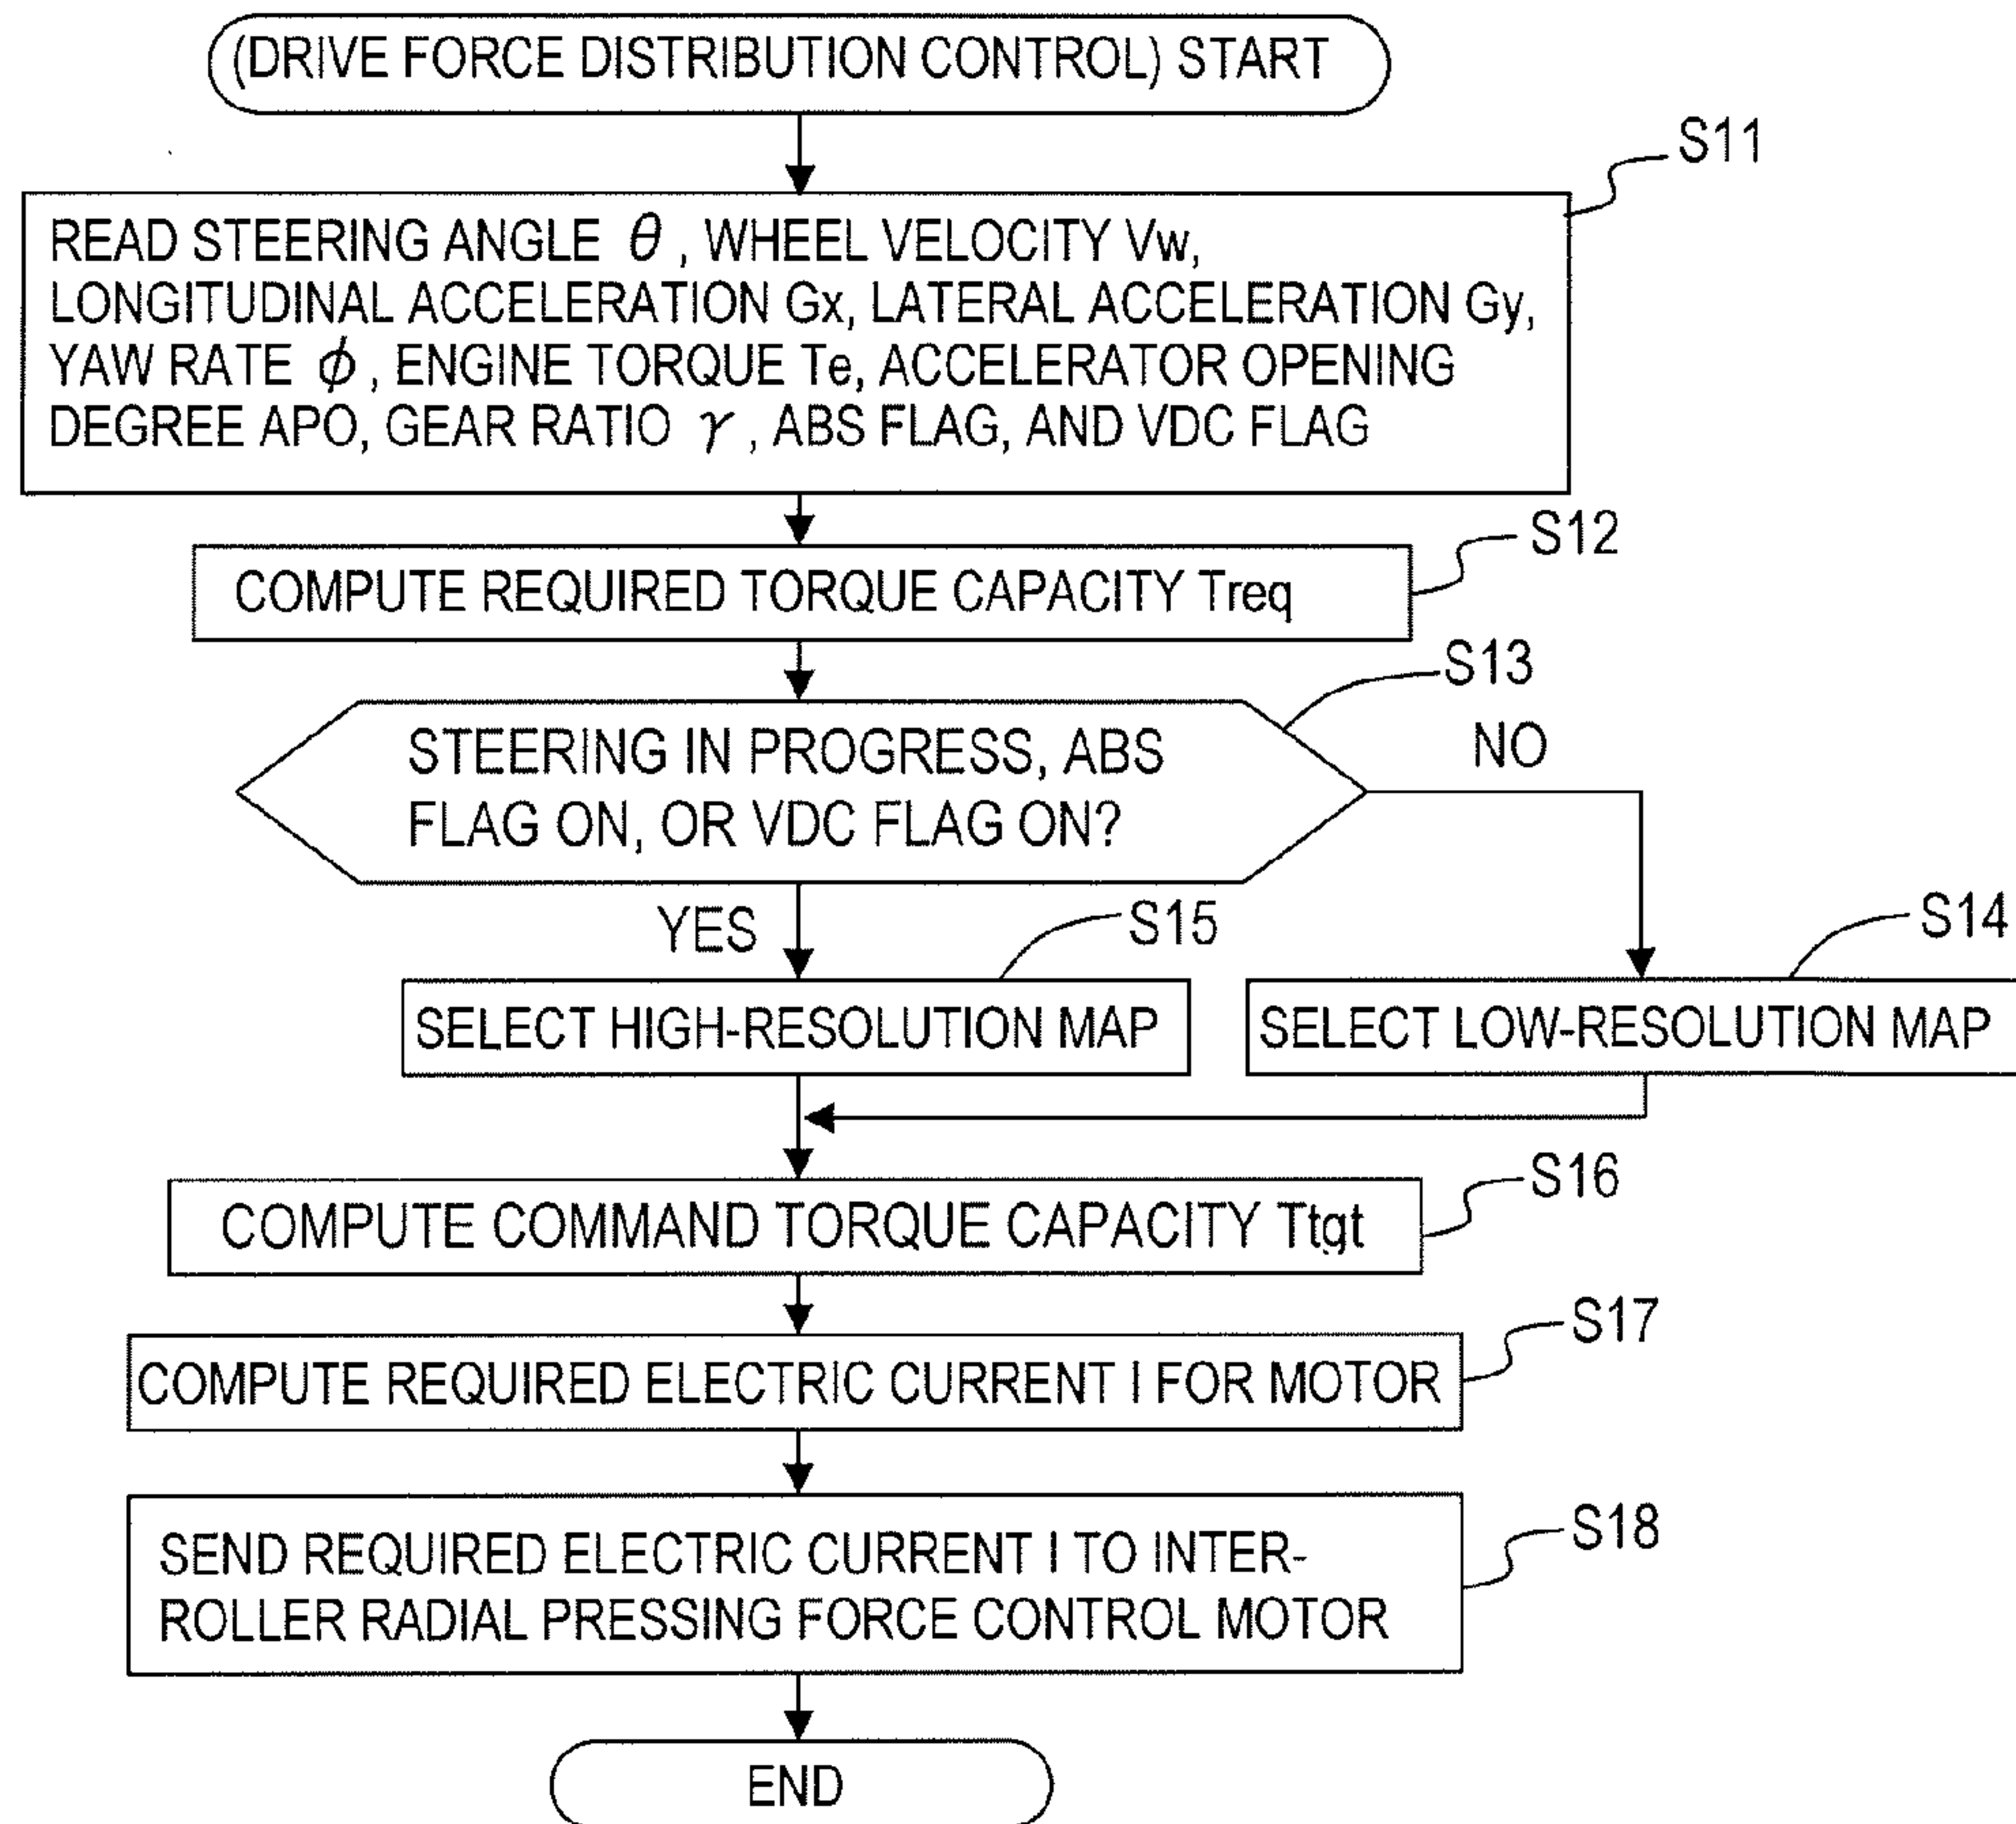 (DRIVE FORCE DISTRIBUTION CONTROL) START
S11
READ STEERING ANGLE θ, WHEEL VELOCITY Vw,
LONGITUDINAL ACCELERATION Gx, LATERAL ACCELERATION Gy,
YAW RATE ϕ, ENGINE TORQUE Te, ACCELERATOR OPENING
DEGREE APO, GEAR RATIO γ, ABS FLAG, AND VDC FLAG
S12
COMPUTE REQUIRED TORQUE CAPACITY Treq
S13
STEERING IN PROGRESS, ABS
FLAG ON, OR VDC FLAG ON?
NO
YES
S15
S14
SELECT HIGH-RESOLUTION MAP
SELECT LOW-RESOLUTION MAP
S16
COMPUTE COMMAND TORQUE CAPACITY Ttgt
S17
COMPUTE REQUIRED ELECTRIC CURRENT I FOR MOTOR
S18
SEND REQUIRED ELECTRIC CURRENT I TO INTER-
ROLLER RADIAL PRESSING FORCE CONTROL MOTOR
END